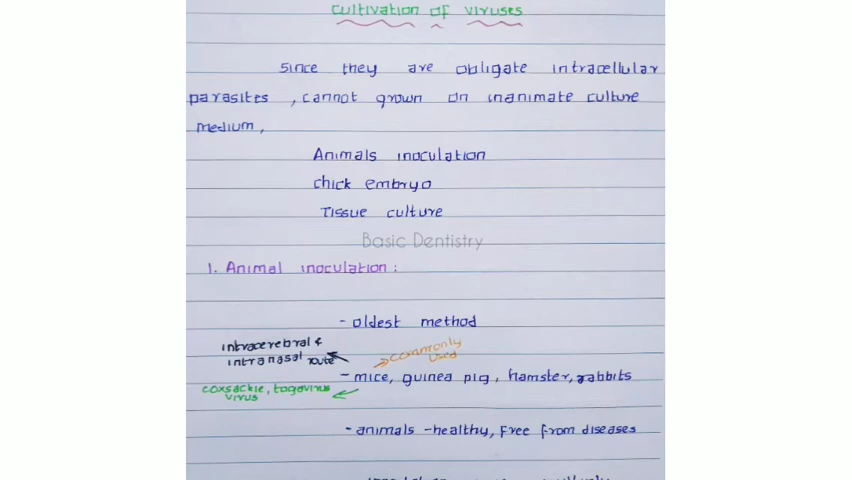 Cultivation of viruses
Since they are obligate intracellular
parasites , cannot grown on inanimate culture
medium,
Animals inoculation
chick embryo
Tissue culture
Basic Dentistry
1. Animal inoculation :
- oldest method
intracerebral &
intranasal route
commonly
used
- mice, guinea pig, hamster, rabbits
coxsackie, togavirus
virus
- animals - healthy, free from diseases